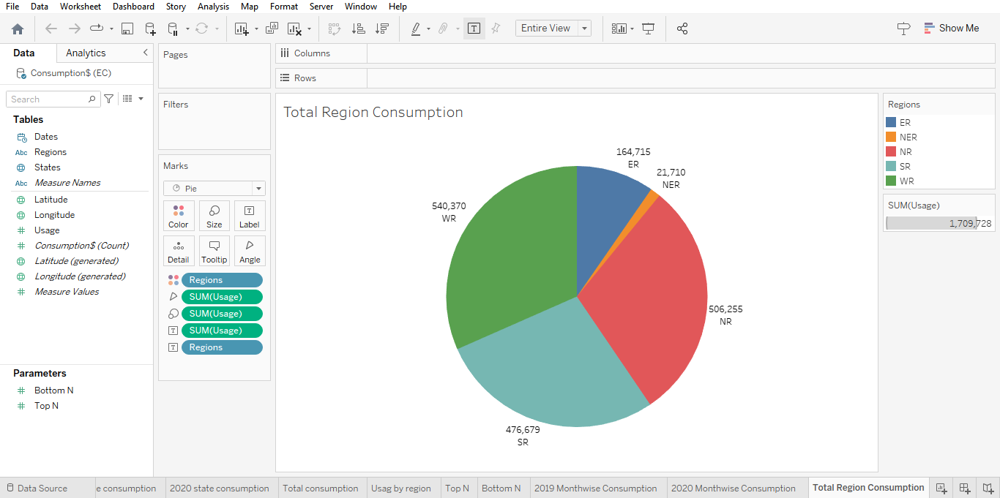 File Data Worksheet Dashboard Story Analysis Map Format Server Window Help
Entire View
Show Me
Data Analytics
Consumption$ (EC)
Search
Tables
Dates
Abc Regions
States
Abc Measure Names
Latitude
Longitude
Usage
Consumption$ (Count)
Latitude (generated)
Longitude (generated)
Measure Values
Parameters
Bottom N
Top N
Pages
Filters
Marks
Pie
Color Size Label
Detail Tooltip Angle
Regions
SUM(Usage)
SUM(Usage)
SUM(Usage)
Regions
Columns
Rows
Total Region Consumption
164,715
ER
21,710
NER
540,370
WR
506,255
NR
476,679
SR
Regions
ER
NER
NR
SR
WR
SUM(Usage)
1,709,728
Data Source e consumption 2020 state consumption Total consumption Usag by region Top N Bottom N 2019 Monthwise Consumption 2020 Monthwise Consumption Total Region Consumption